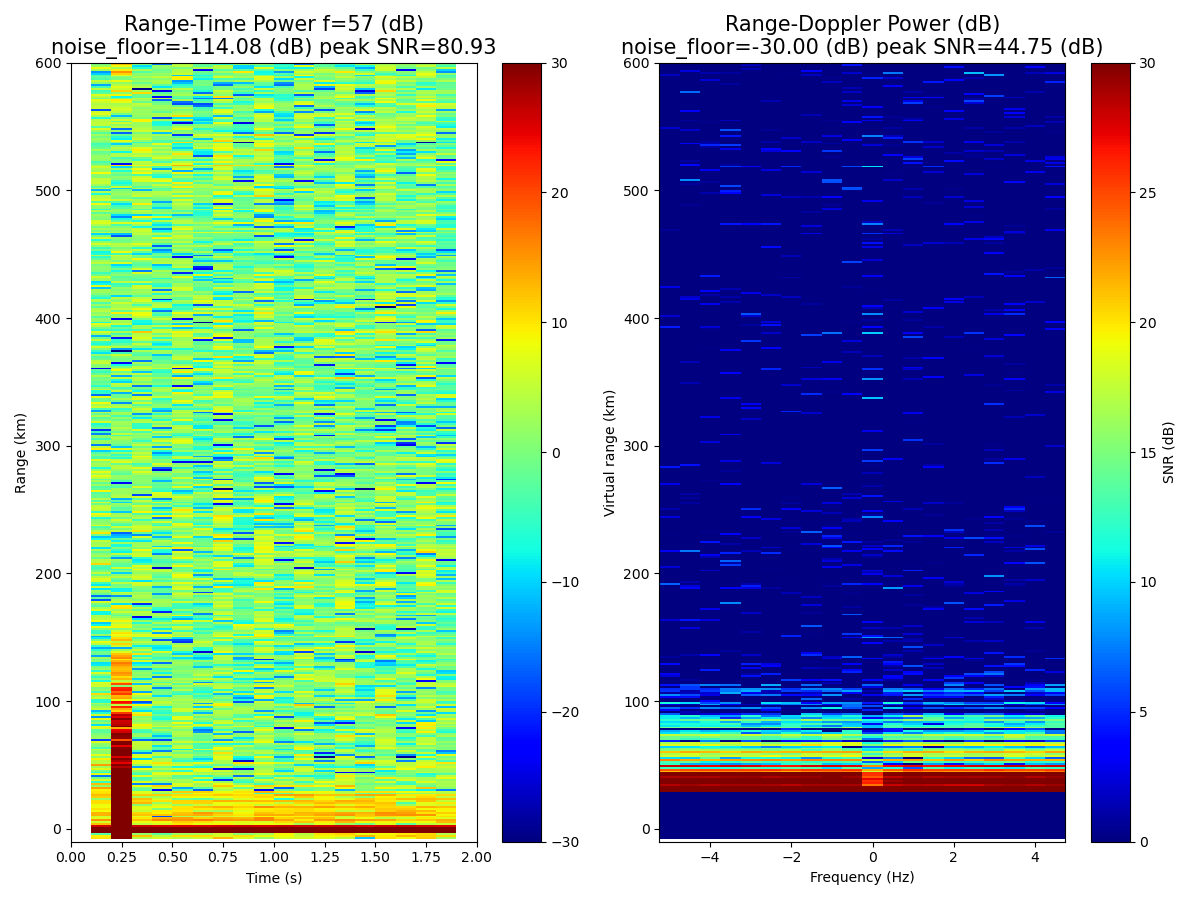 Range-Time Power f=57 (dB)
noise_floor=-114.08 (dB) peak SNR=80.93
600
500
400
300
200
100
0
Range (km)
0.00 0.25 0.50 0.75 1.00 1.25 1.50 1.75 2.00
Time (s)
30
20
10
0
−10
−20
−30
Range-Doppler Power (dB)
noise_floor=-30.00 (dB) peak SNR=44.75 (dB)
600
500
400
300
200
100
0
Virtual range (km)
−4 −2 0 2 4
Frequency (Hz)
30
25
20
15
10
5
0
SNR (dB)